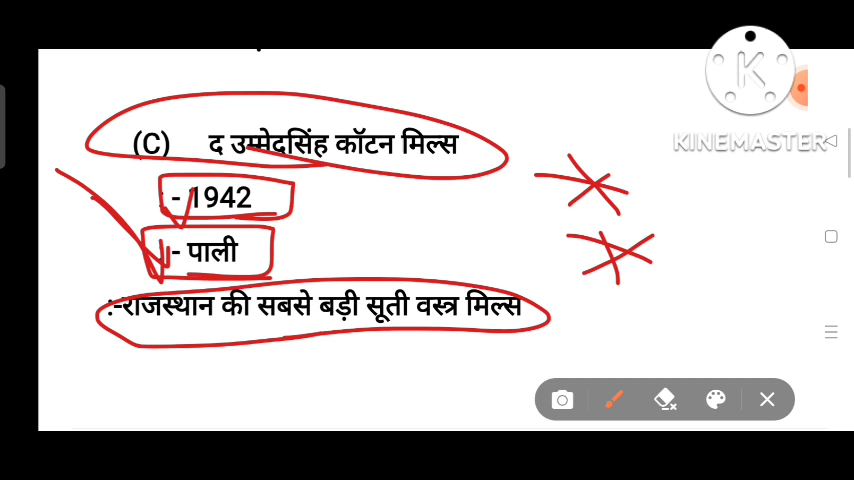 (C) द उम्मेदसिंह कॉटन मिल्स
:- 1942
:- पाली
:-राजस्थान की सबसे बड़ी सूती वस्त्र मिल्स
K
KINEMASTER